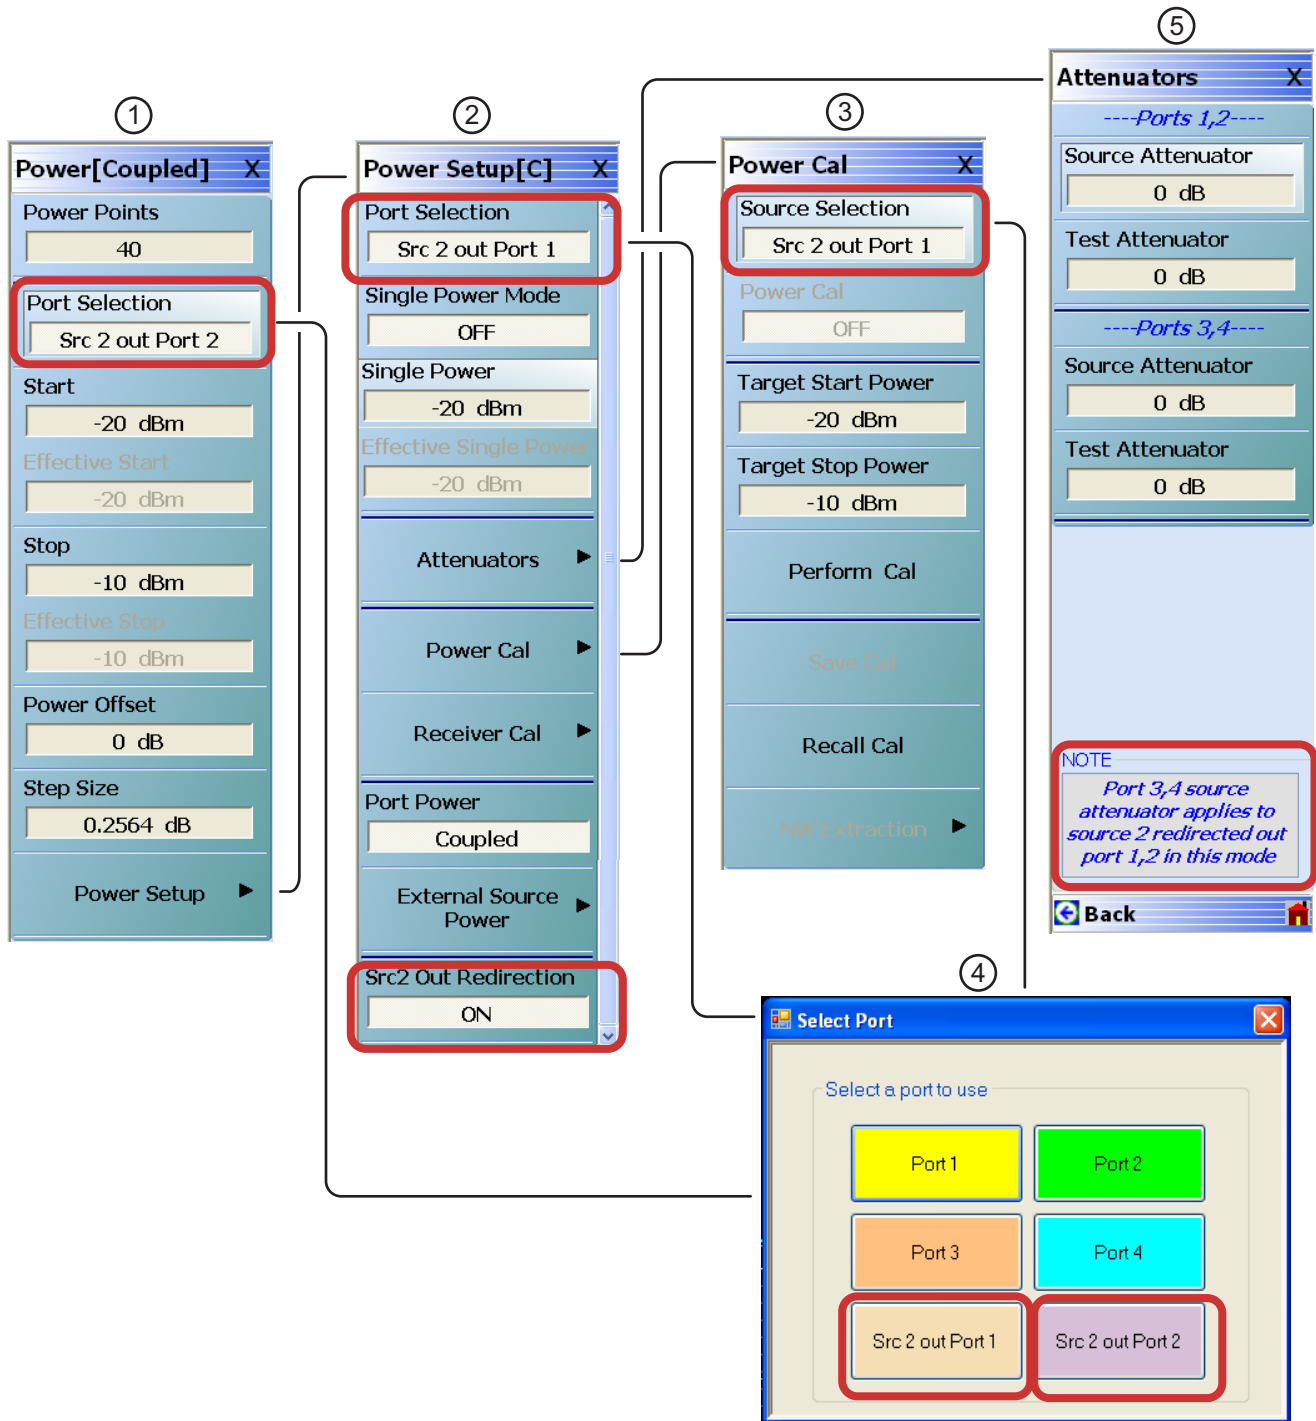 1
Power[Coupled] X
Power Points
40
Port Selection
Src 2 out Port 2
Start
-20 dBm
Effective Start
-20 dBm
Stop
-10 dBm
Effective Stop
-10 dBm
Power Offset
0 dB
Step Size
0.2564 dB
Power Setup
2
Power Setup[C] X
Port Selection
Src 2 out Port 1
Single Power Mode
OFF
Single Power
-20 dBm
Effective Single Power
-20 dBm
Attenuators
Power Cal
Receiver Cal
Port Power
Coupled
External Source
Power
Src2 Out Redirection
ON
3
Power Cal X
Source Selection
Src 2 out Port 1
Power Cal
OFF
Target Start Power
-20 dBm
Target Stop Power
-10 dBm
Perform Cal
Save Cal
Recall Cal
NW Extraction
5
Attenuators X
----Ports 1,2----
Source Attenuator
0 dB
Test Attenuator
0 dB
----Ports 3,4----
Source Attenuator
0 dB
Test Attenuator
0 dB
NOTE
Port 3,4 source
attenuator applies to
source 2 redirected out
port 1,2 in this mode
Back
4
Select Port
Select a port to use
Port 1
Port 2
Port 3
Port 4
Src 2 out Port 1
Src 2 out Port 2